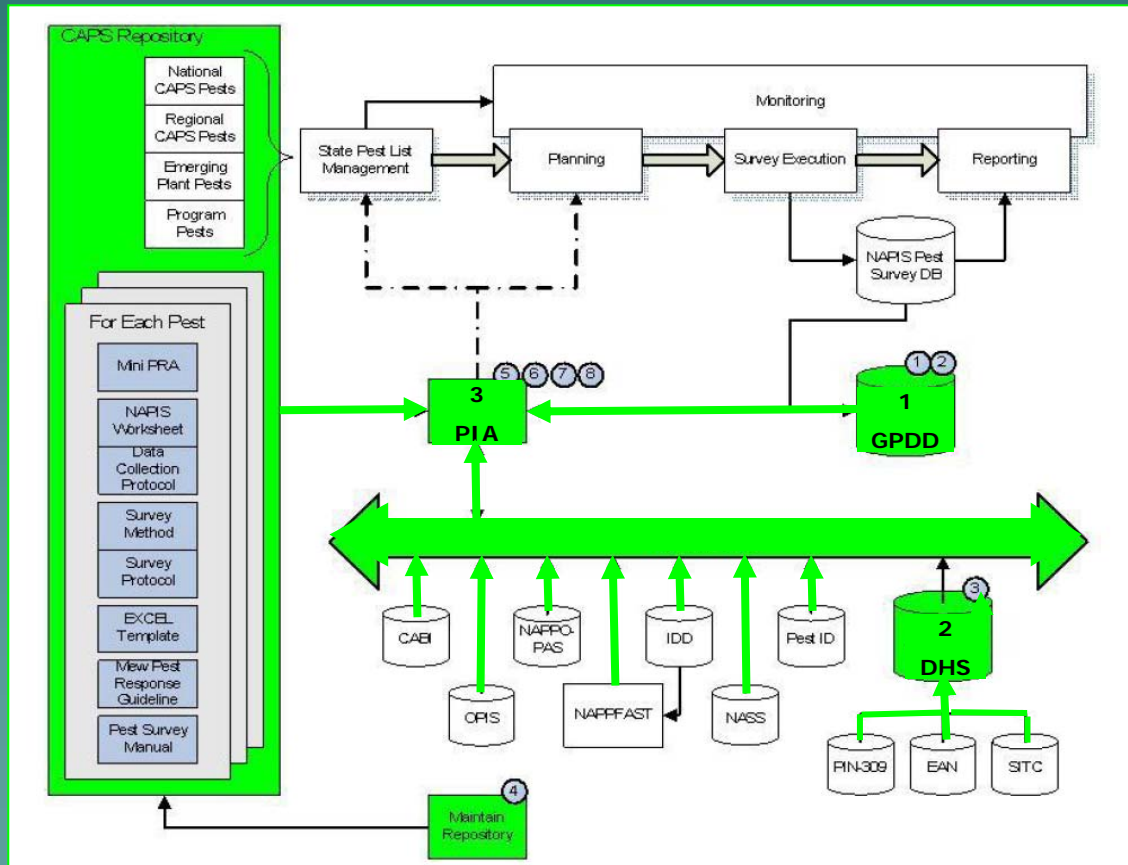 CAPS Repository
National
CAPS Pests
Regional
CAPS Pests
Emerging
Plant Pests
Program
Pests
For Each Pest
Mini PRA
NAPIS
Worksheet
Data
Collection
Protocol
Survey
Method
Survey
Protocol
EXCEL
Template
Mew Pest
Response
Guideline
Pest Survey
Manual
Monitoring
State Pest List
Management
Planning
Survey Execution
Reporting
NAPIS Pest
Survey DB
5 6 7 8
3
PIA
1 2
1
GPDD
CABI
OPIS
NAPPO-
PAS
NAPPFAST
IDD
NASS
Pest ID
3
2
DHS
PIN-309
EAN
SITC
4
Maintain
Repository